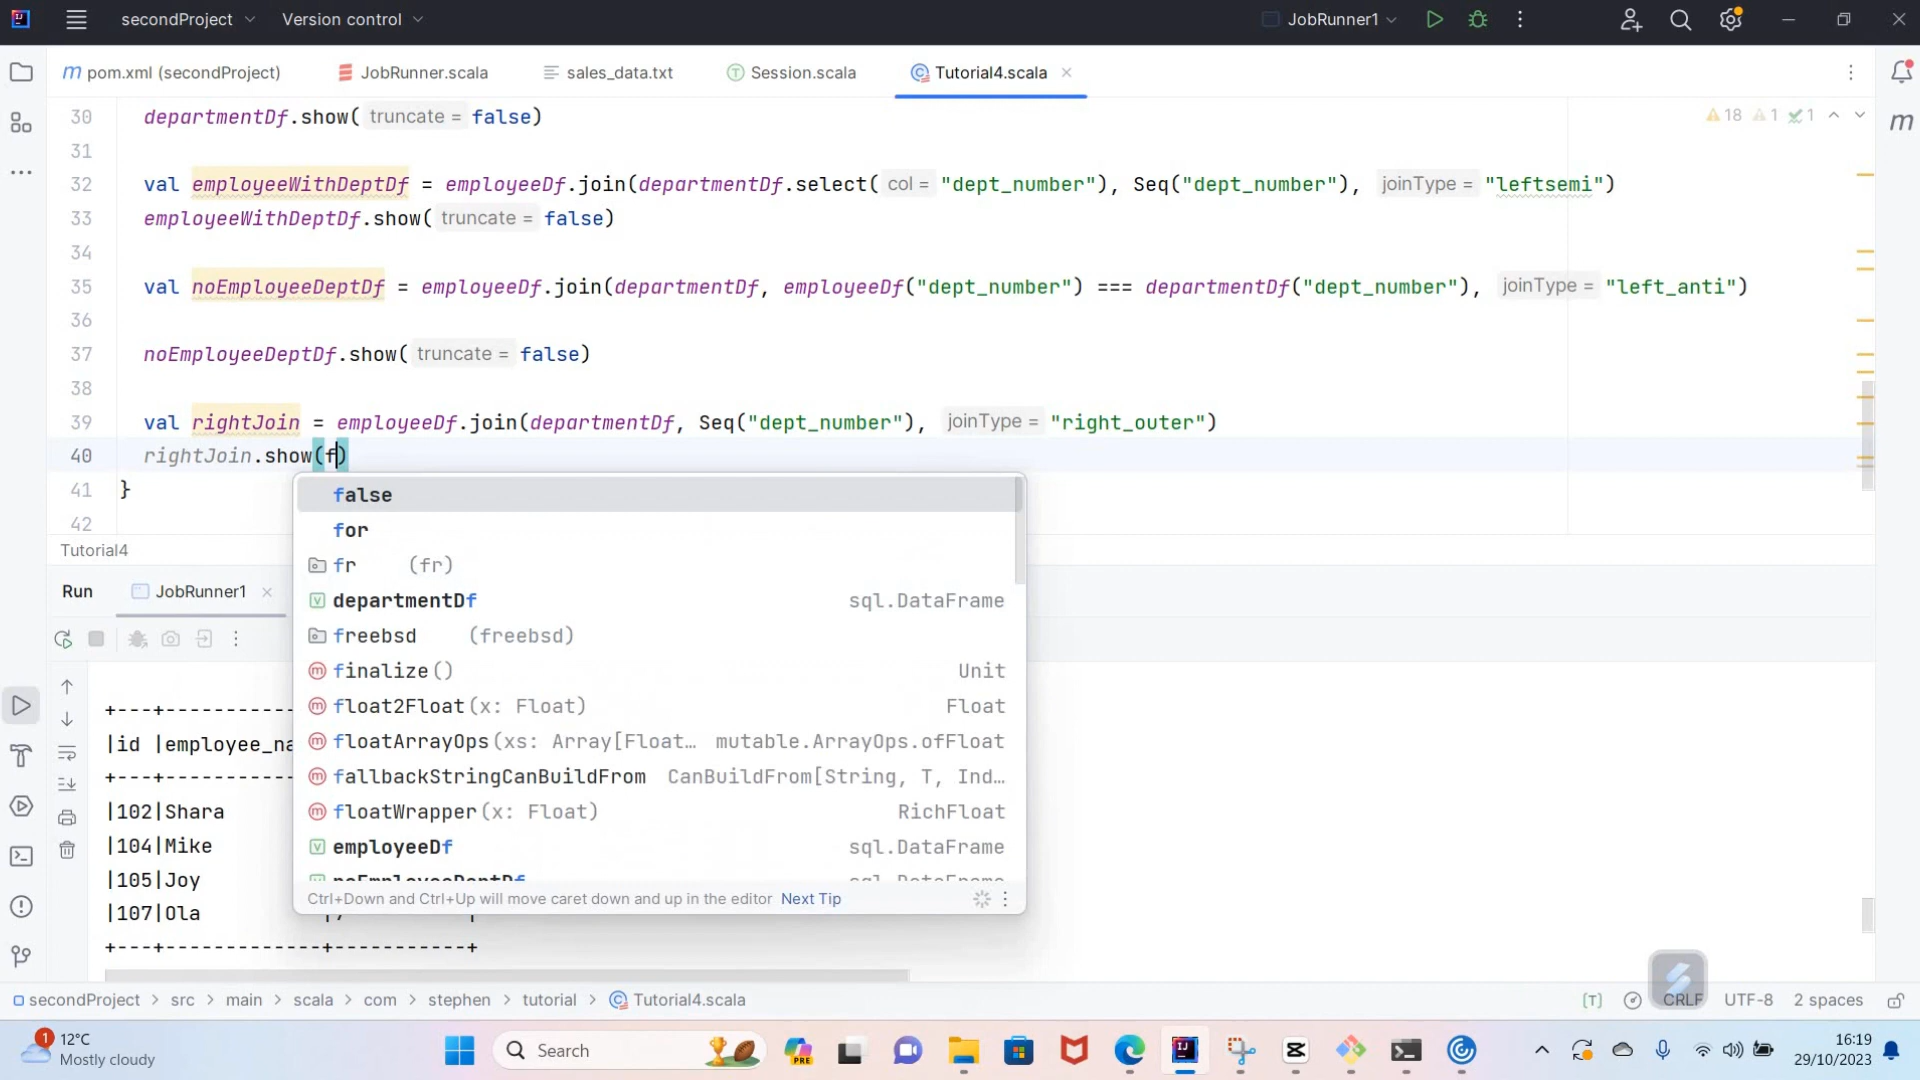 secondProject Version control JobRunner1
pom.xml (secondProject) JobRunner.scala sales_data.txt Session.scala Tutorial4.scala
30 departmentDf.show( truncate = false) 18 1 1
31
32 val employeeWithDeptDf = employeeDf.join(departmentDf.select( col = "dept_number"), Seq("dept_number"), joinType = "leftsemi")
33 employeeWithDeptDf.show( truncate = false)
34
35 val noEmployeeDeptDf = employeeDf.join(departmentDf, employeeDf("dept_number") === departmentDf("dept_number"), joinType = "left_anti")
36
37 noEmployeeDeptDf.show( truncate = false)
38
39 val rightJoin = employeeDf.join(departmentDf, Seq("dept_number"), joinType = "right_outer")
40 rightJoin.show(f)
41 }
42
false
for
fr (fr)
departmentDf sql.DataFrame
freebsd (freebsd)
finalize() Unit
float2Float(x: Float) Float
floatArrayOps(xs: Array[Float… mutable.ArrayOps.ofFloat
fallbackStringCanBuildFrom CanBuildFrom[String, T, Ind…
floatWrapper(x: Float) RichFloat
employeeDf sql.DataFrame
noEmployeeDeptDf sql.DataFrame
Ctrl+Down and Ctrl+Up will move caret down and up in the editor Next Tip
Tutorial4
Run JobRunner1
+---+-----------
|id |employee_na
+---+-----------
|102|Shara
|104|Mike
|105|Joy
|107|Ola
+---+-------------+-----------+
secondProject > src > main > scala > com > stephen > tutorial > Tutorial4.scala CRLF UTF-8 2 spaces
1 12°C
Mostly cloudy
Search
PRE
16:19
29/10/2023